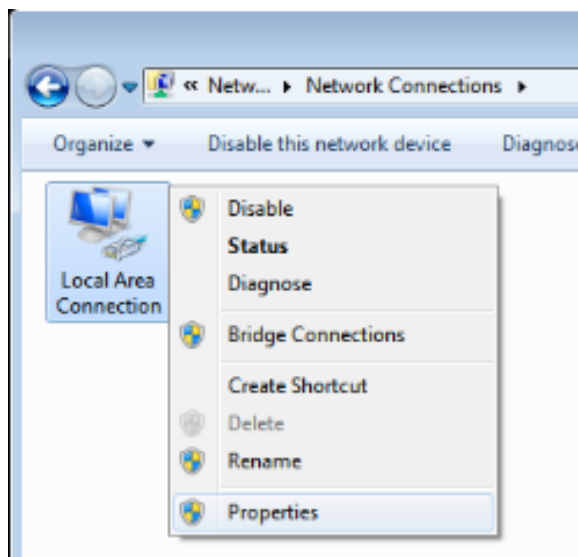 « Netw... ▸ Network Connections ▸
Organize ▾ Disable this network device Diagnos
Local Area
Connection
Disable
Status
Diagnose
Bridge Connections
Create Shortcut
Delete
Rename
Properties